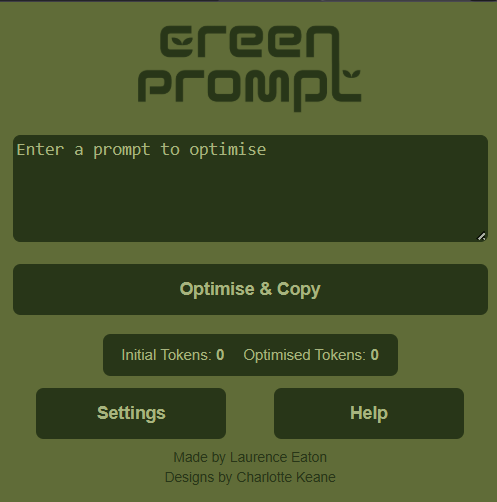 Green
Prompt
Enter a prompt to optimise
Optimise & Copy
Initial Tokens: 0 Optimised Tokens: 0
Settings Help
Made by Laurence Eaton
Designs by Charlotte Keane